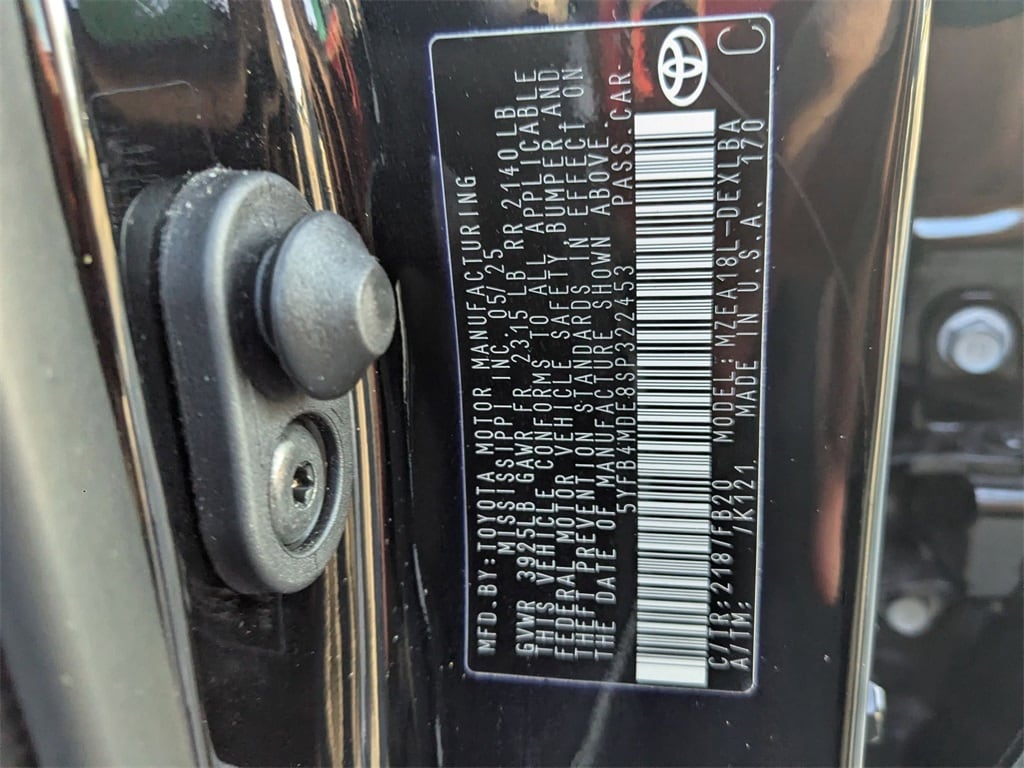 MFD.BY:TOYOTA MOTOR MANUFACTURING
MISSISSIPPI INC. 05/25
GVWR 3925LB GAWR FR 2315 LB RR 2140LB
THIS VEHICLE CONFORMS TO ALL APPLICABLE
FEDERAL MOTOR VEHICLE SAFETY, BUMPER AND
THEFT PREVENTION STANDARDS IN EFFECT ON
THE DATE OF MANUFACTURE SHOWN ABOVE.
5YFB4MDE8SP322453 PASS.CAR
C/TR:218/FB20 MODEL:MZEA18L-DEXLBA
A/TM: /K121 MADE IN U.S.A. 170 C